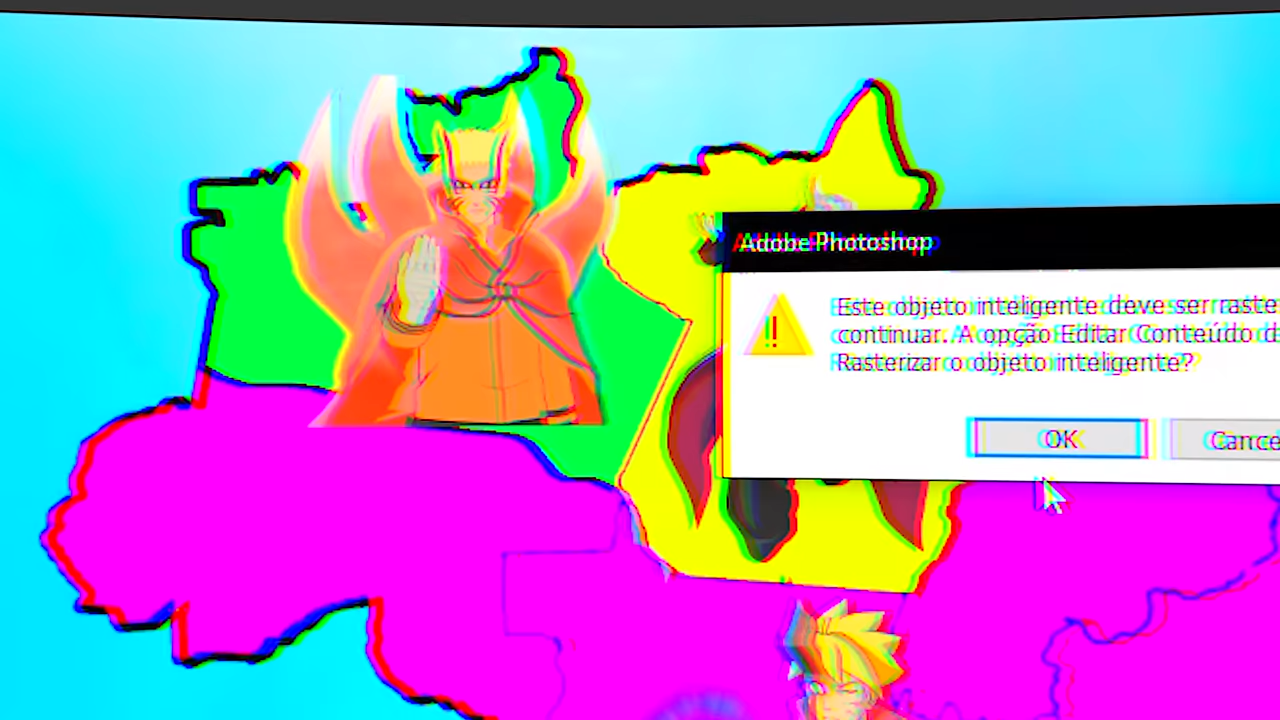 Adobe Photoshop
Este objeto inteligente deve ser raste
continuar. A opção Editar Conteúdo d
Rasterizar o objeto inteligente?
OK
Cance